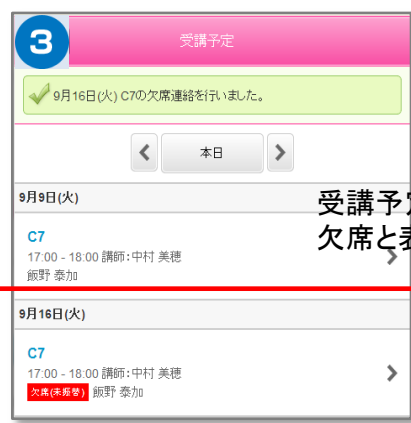 3
受講予定
9月16日(火) C7の欠席連絡を行いました。
本日
9月9日(火)
受講予定
欠席と表
C7
17:00 - 18:00 講師：中村 美穂
飯野 泰加
9月16日(火)
C7
17:00 - 18:00 講師：中村 美穂
欠席(未振替) 飯野 泰加